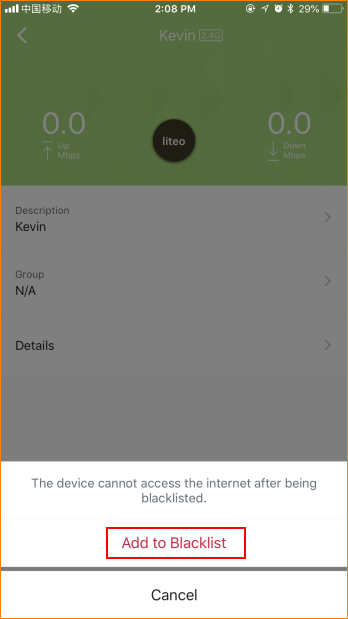 中国移动 2:08 PM 29%
Kevin 2.4G
0.0 0.0
Up Down
Mbps Mbps
liteo
Description
Kevin
Group
N/A
Details
The device cannot access the internet after being
blacklisted.
Add to Blacklist
Cancel